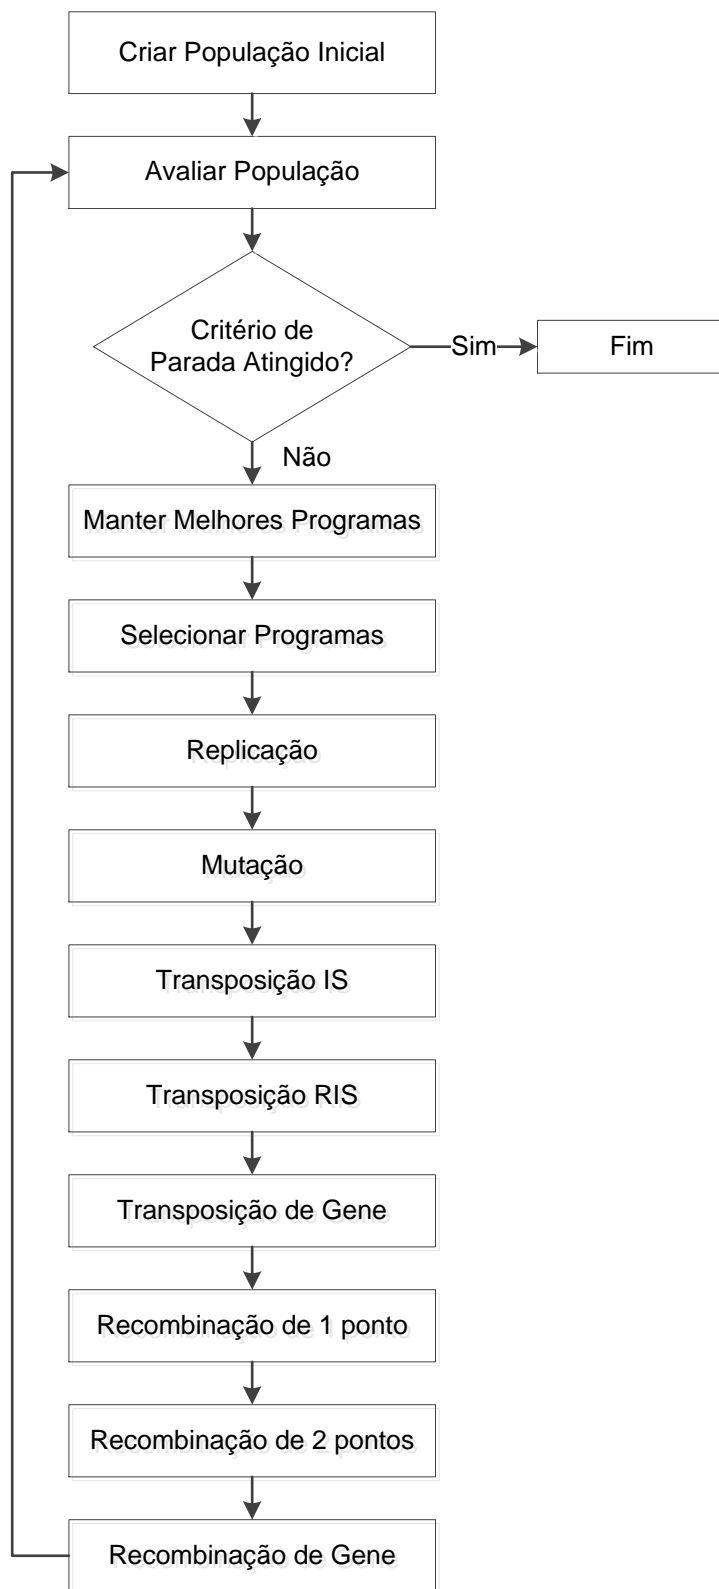 Criar População Inicial
Avaliar População
Critério de
Parada Atingido?
Sim
Fim
Não
Manter Melhores Programas
Selecionar Programas
Replicação
Mutação
Transposição IS
Transposição RIS
Transposição de Gene
Recombinação de 1 ponto
Recombinação de 2 pontos
Recombinação de Gene